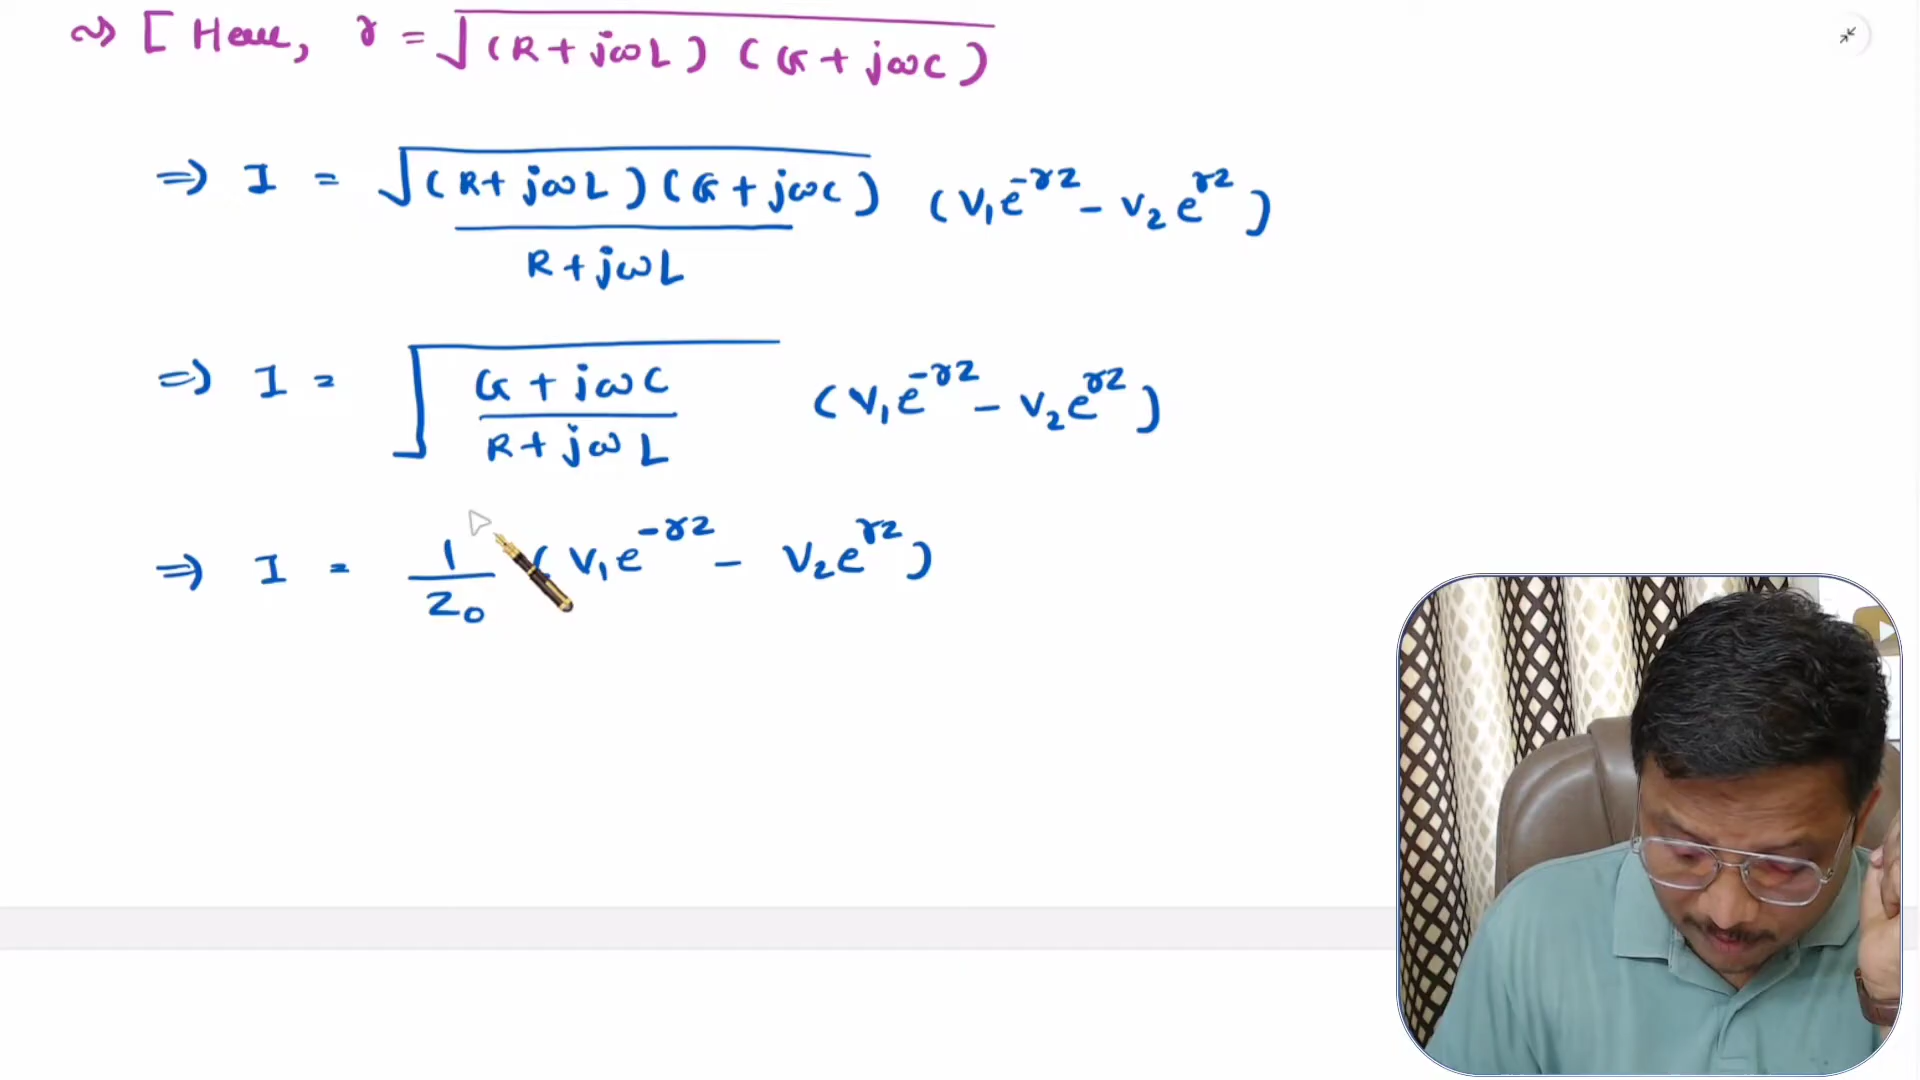 ~> [ Here, γ = √(R + jωL) (G + jωC)
⇒ I = √(R + jωL)(G + jωC) / R + jωL (V₁e^-γz - V₂e^γz)
⇒ I = √(G + jωC / R + jωL) (V₁e^-γz - V₂e^γz)
⇒ I = 1/Z₀ (V₁e^-γz - V₂e^γz)